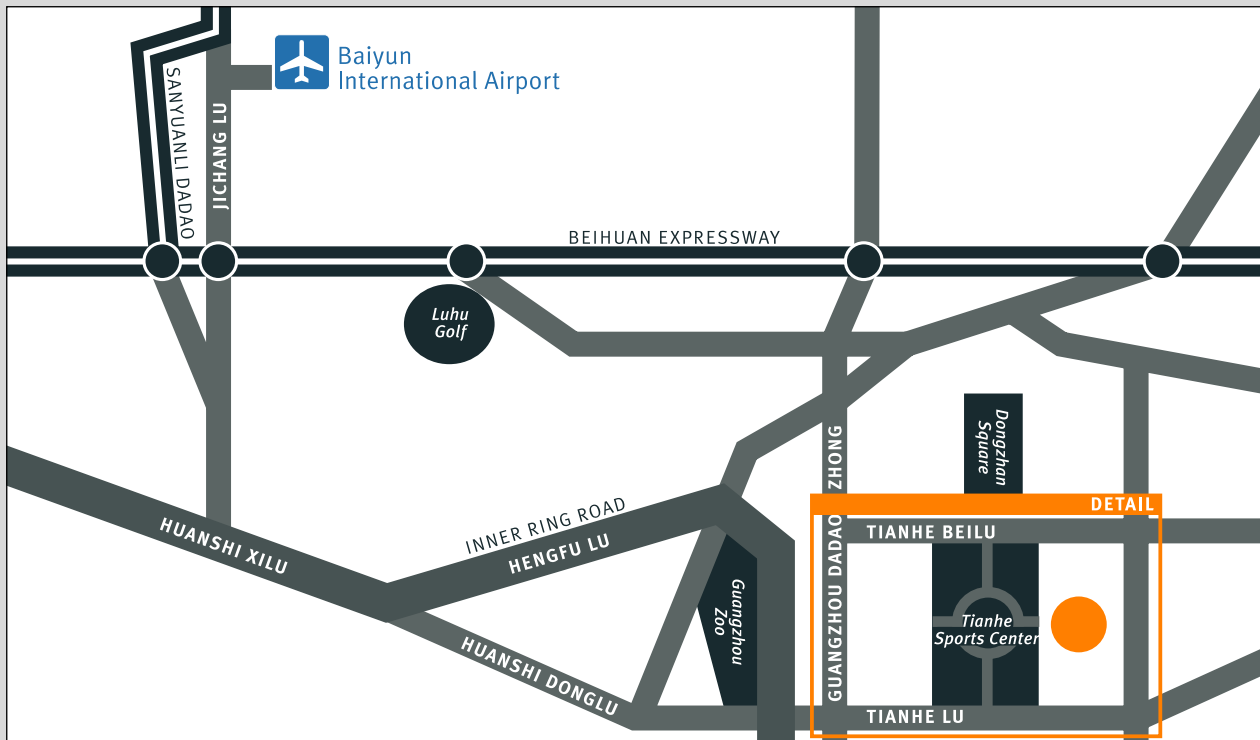 Baiyun
International Airport
SANYUANLI DADAO
JICHANG LU
BEIHUAN EXPRESSWAY
Luhu
Golf
Dongzhan
Square
GUANGZHOU DADAO ZHONG
DETAIL
INNER RING ROAD
HENGFU LU
HUANSHI XILU
TIANHE BEILU
Guangzhou
Zoo
Tianhe
Sports Center
HUANSHI DONGLU
TIANHE LU